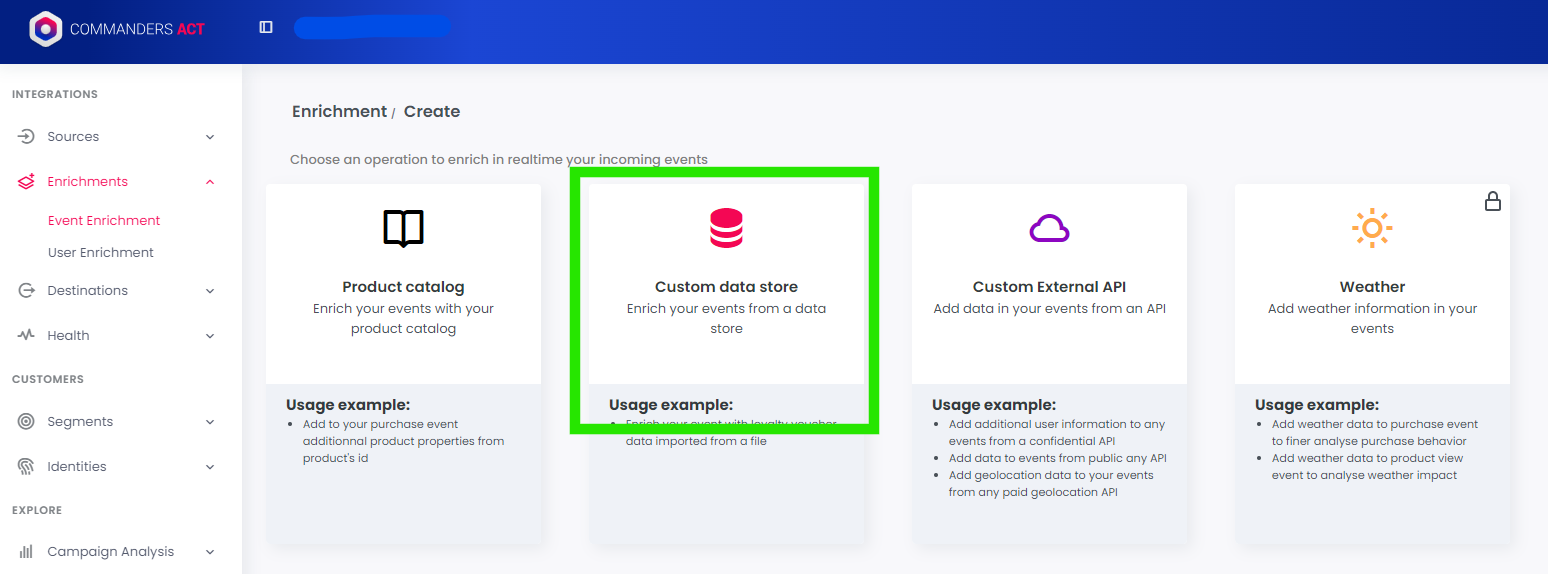 COMMANDERS ACT
INTEGRATIONS
Sources
Enrichments
Event Enrichment
User Enrichment
Destinations
Health
CUSTOMERS
Segments
Identities
EXPLORE
Campaign Analysis
Enrichment / Create
Choose an operation to enrich in realtime your incoming events
Product catalog
Enrich your events with your
product catalog
Usage example:
Add to your purchase event
additionnal product properties from
product's id
Custom data store
Enrich your events from a data
store
Usage example:
Enrich your event with loyalty voucher
data imported from a file
Custom External API
Add data in your events from an API
Usage example:
Add additional user information to any
events from a confidential API
Add data to events from public any API
Add geolocation data to your events
from any paid geolocation API
Weather
Add weather information in your
events
Usage example:
Add weather data to purchase event
to finer analyse purchase behavior
Add weather data to product view
event to analyse weather impact